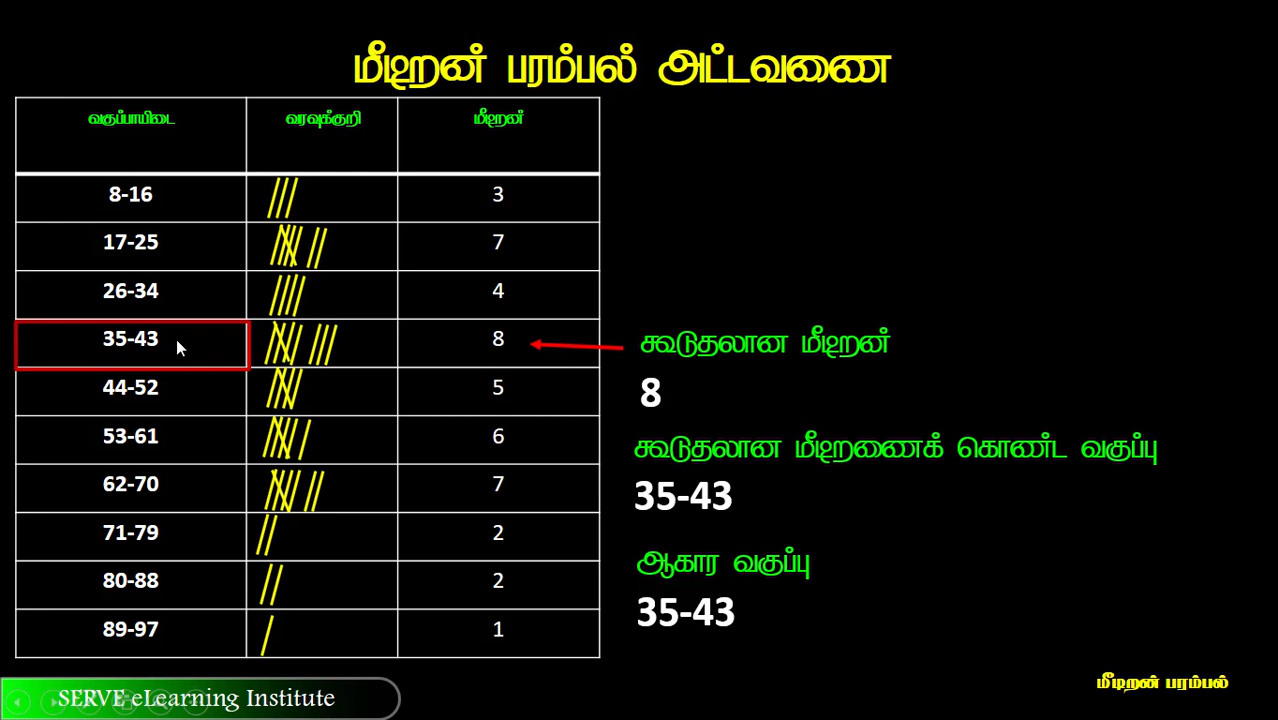 மீடிறன் பரம்பல் அட்டவணை
வகுப்பாயிடை வரவுக்குறி மீடிறன்
8-16 3
17-25 7
26-34 4
35-43 8
44-52 5
53-61 6
62-70 7
71-79 2
80-88 2
89-97 1
கூடுதலான மீடிறன்
8
கூடுதலான மீடிறணைக் கொண்ட வகுப்பு
35-43
ஆகார வகுப்பு
35-43
SERVE eLearning Institute
மீடிறண் பரம்பல்